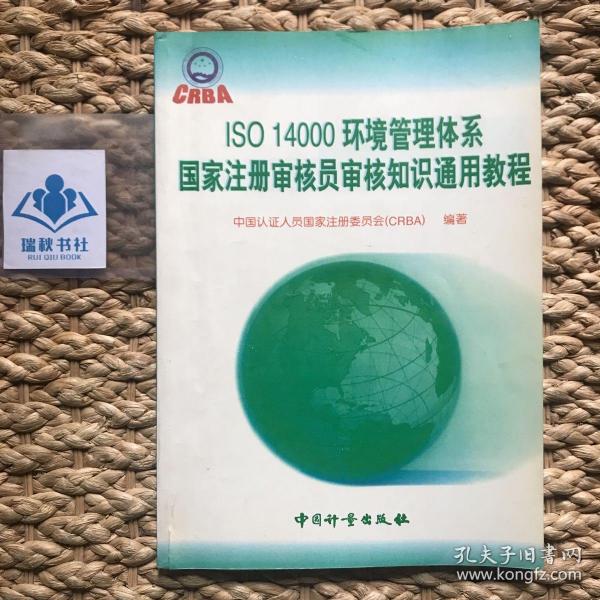 CRBA
ISO 14000 环境管理体系
国家注册审核员审核知识通用教程
中国认证人员国家注册委员会(CRBA) 编著
中国计量出版社
瑞秋书社
RUI QIU BOOK
孔夫子旧书网
www.kongfz.com